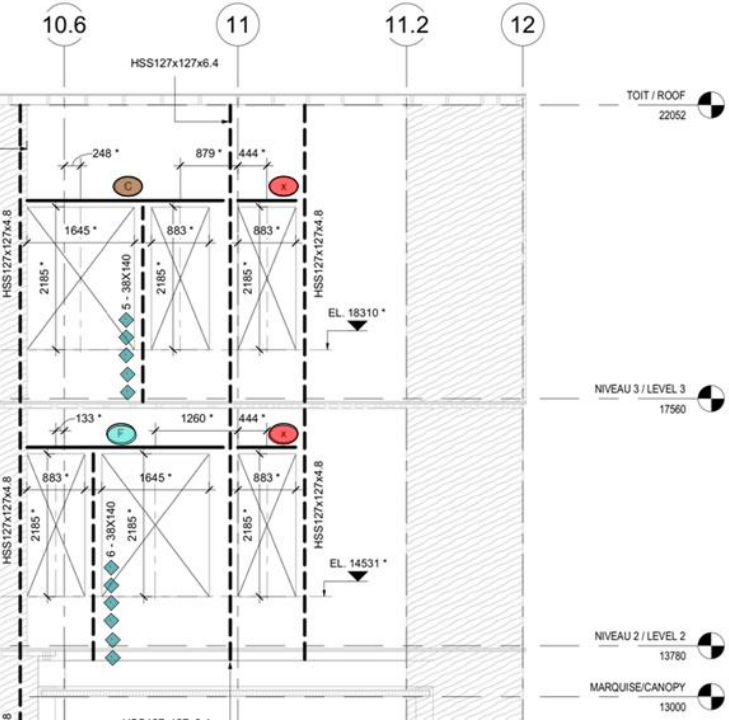 10.6
11
11.2
12
HSS127x127x6.4
TOIT / ROOF
22052
248 *
879 *
444 *
C
x
1645 *
883 *
883 *
2185 *
2185 *
2185 *
HSS127x127x4.8
HSS127x127x4.8
5 - 38X140
EL. 18310 *
NIVEAU 3 / LEVEL 3
17560
133 *
1260 *
444 *
F
x
883 *
1645 *
883 *
2185 *
2185 *
2185 *
HSS127x127x4.8
HSS127x127x4.8
6 - 38X140
EL. 14531 *
NIVEAU 2 / LEVEL 2
13780
MARQUISE/CANOPY
13000